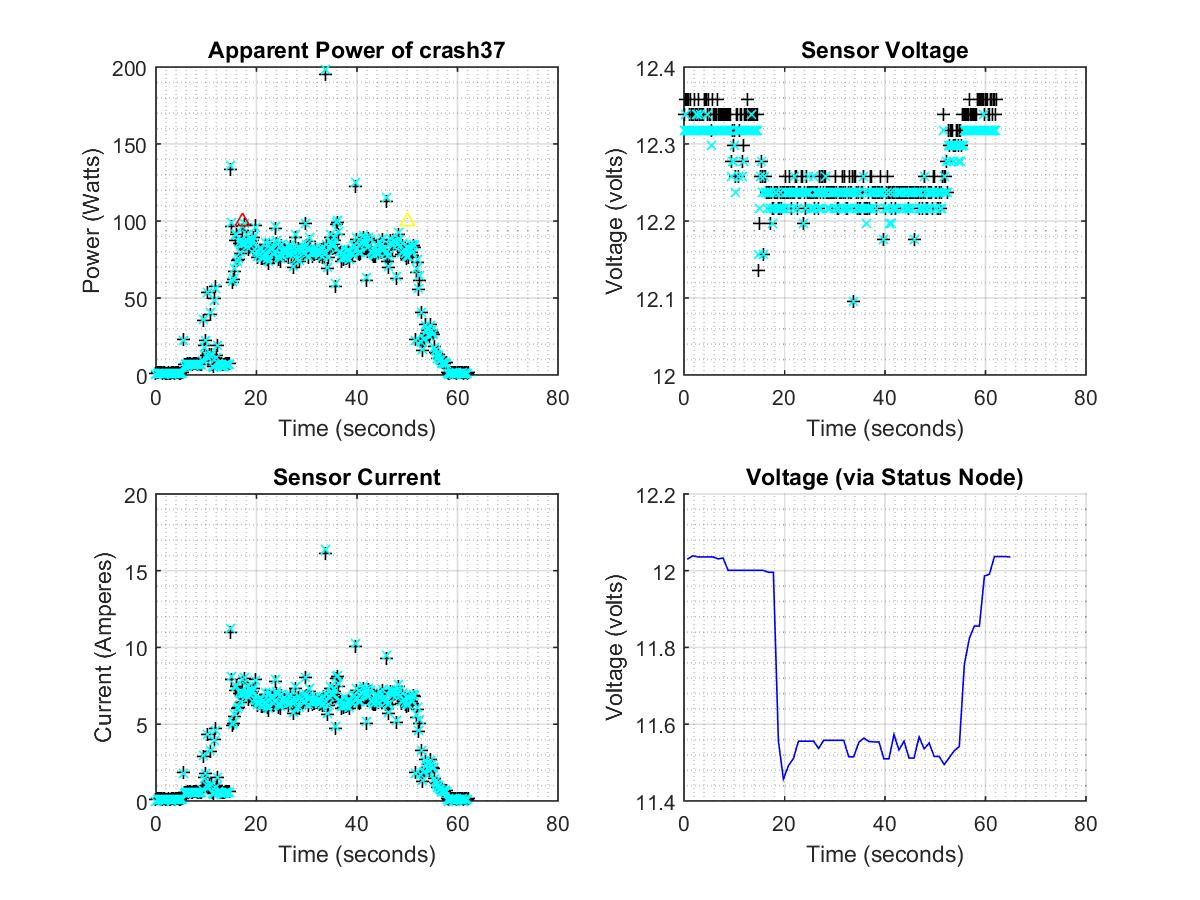 Apparent Power of crash37
200
150
100
50
0
Power (Watts)
0 20 40 60 80
Time (seconds)
Sensor Voltage
12.4
12.3
12.2
12.1
12
Voltage (volts)
0 20 40 60 80
Time (seconds)
Sensor Current
20
15
10
5
0
Current (Amperes)
0 20 40 60 80
Time (seconds)
Voltage (via Status Node)
12.2
12
11.8
11.6
11.4
Voltage (volts)
0 20 40 60 80
Time (seconds)